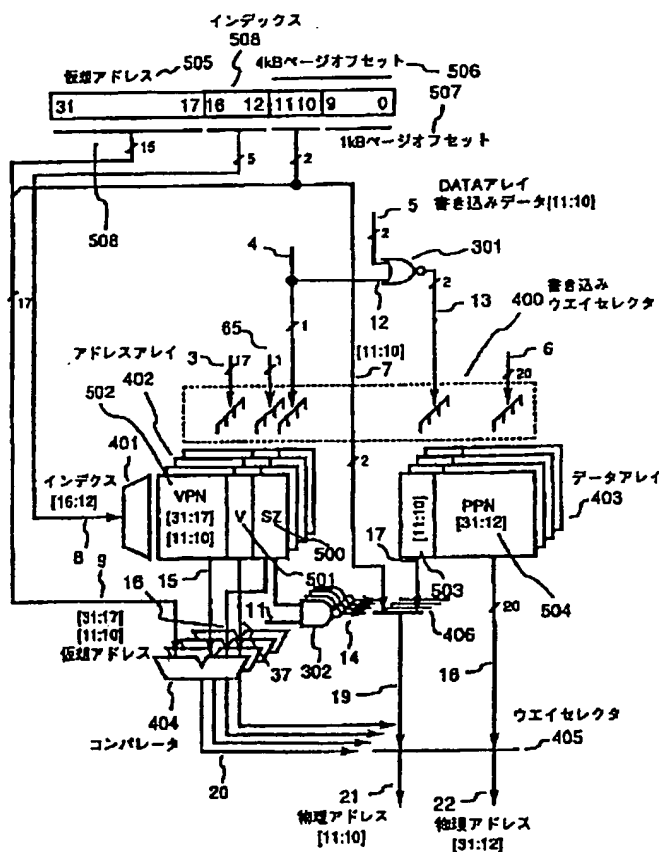 インデックス
508
4kBページオフセット
506
仮想アドレス
505
31 17 16 12 11 10 9 0
507
1kBページオフセット
15
5
2
508
DATAアレイ
書き込みデータ[11:10]
5
2
301
4
2
17
12
13
書き込み
400 ウエイセレクタ
65
[11:10]
アドレスアレイ
3
17
1
1
7
6
20
402
502
401
2
インデクス
[16:12]
VPN
[31:17]
[11:10]
V
SZ
500
[11:10]
PPN
[31:12]
データアレイ
403
8
17
9
15
501
503
504
16
11
20
[31:17]
[11:10]
仮想アドレス
302
14
406
37
19
18
404
ウエイセレクタ
405
コンパレータ
20
21
22
物理アドレス
[11:10]
物理アドレス
[31:12]